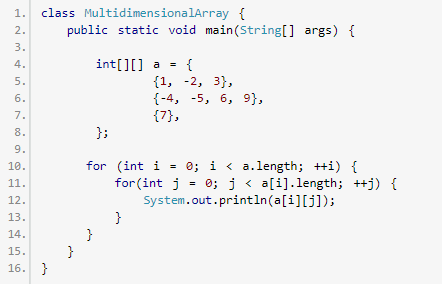 1. class MultidimensionalArray {
2.     public static void main(String[] args) {
3.
4.         int[][] a = {
5.                 {1, -2, 3},
6.                 {-4, -5, 6, 9},
7.                 {7},
8.         };
9.
10.        for (int i = 0; i < a.length; ++i) {
11.            for(int j = 0; j < a[i].length; ++j) {
12.                System.out.println(a[i][j]);
13.            }
14.        }
15.    }
16. }